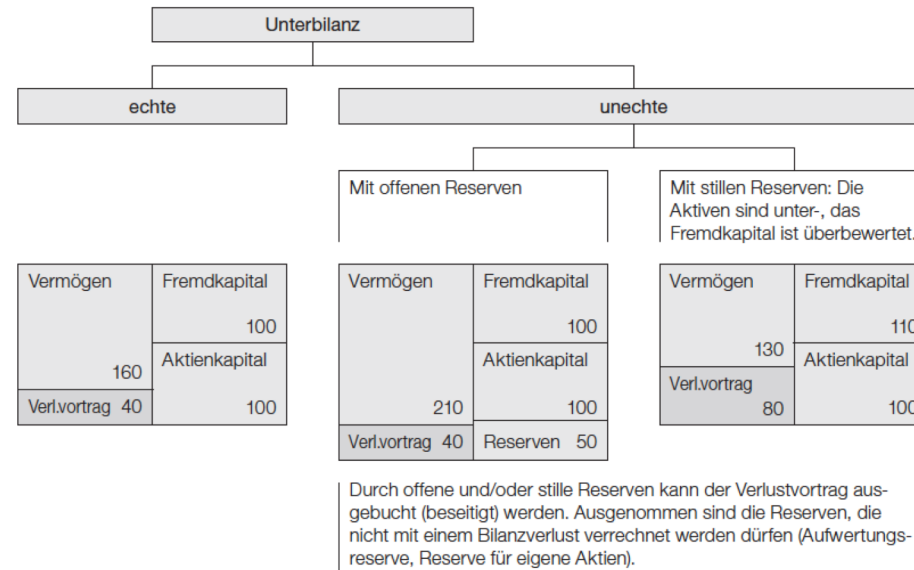 Unterbilanz
echte
unechte
Mit offenen Reserven
Mit stillen Reserven: Die
Aktiven sind unter-, das
Fremdkapital ist überbewertet.
Vermögen
160
Verl.vortrag 40
Fremdkapital
100
Aktienkapital
100
Vermögen
210
Verl.vortrag 40
Fremdkapital
100
Aktienkapital
100
Reserven 50
Vermögen
130
Verl.vortrag
80
Fremdkapital
110
Aktienkapital
100
Durch offene und/oder stille Reserven kann der Verlustvortrag aus-
gebucht (beseitigt) werden. Ausgenommen sind die Reserven, die
nicht mit einem Bilanzverlust verrechnet werden dürfen (Aufwertungs-
reserve, Reserve für eigene Aktien).